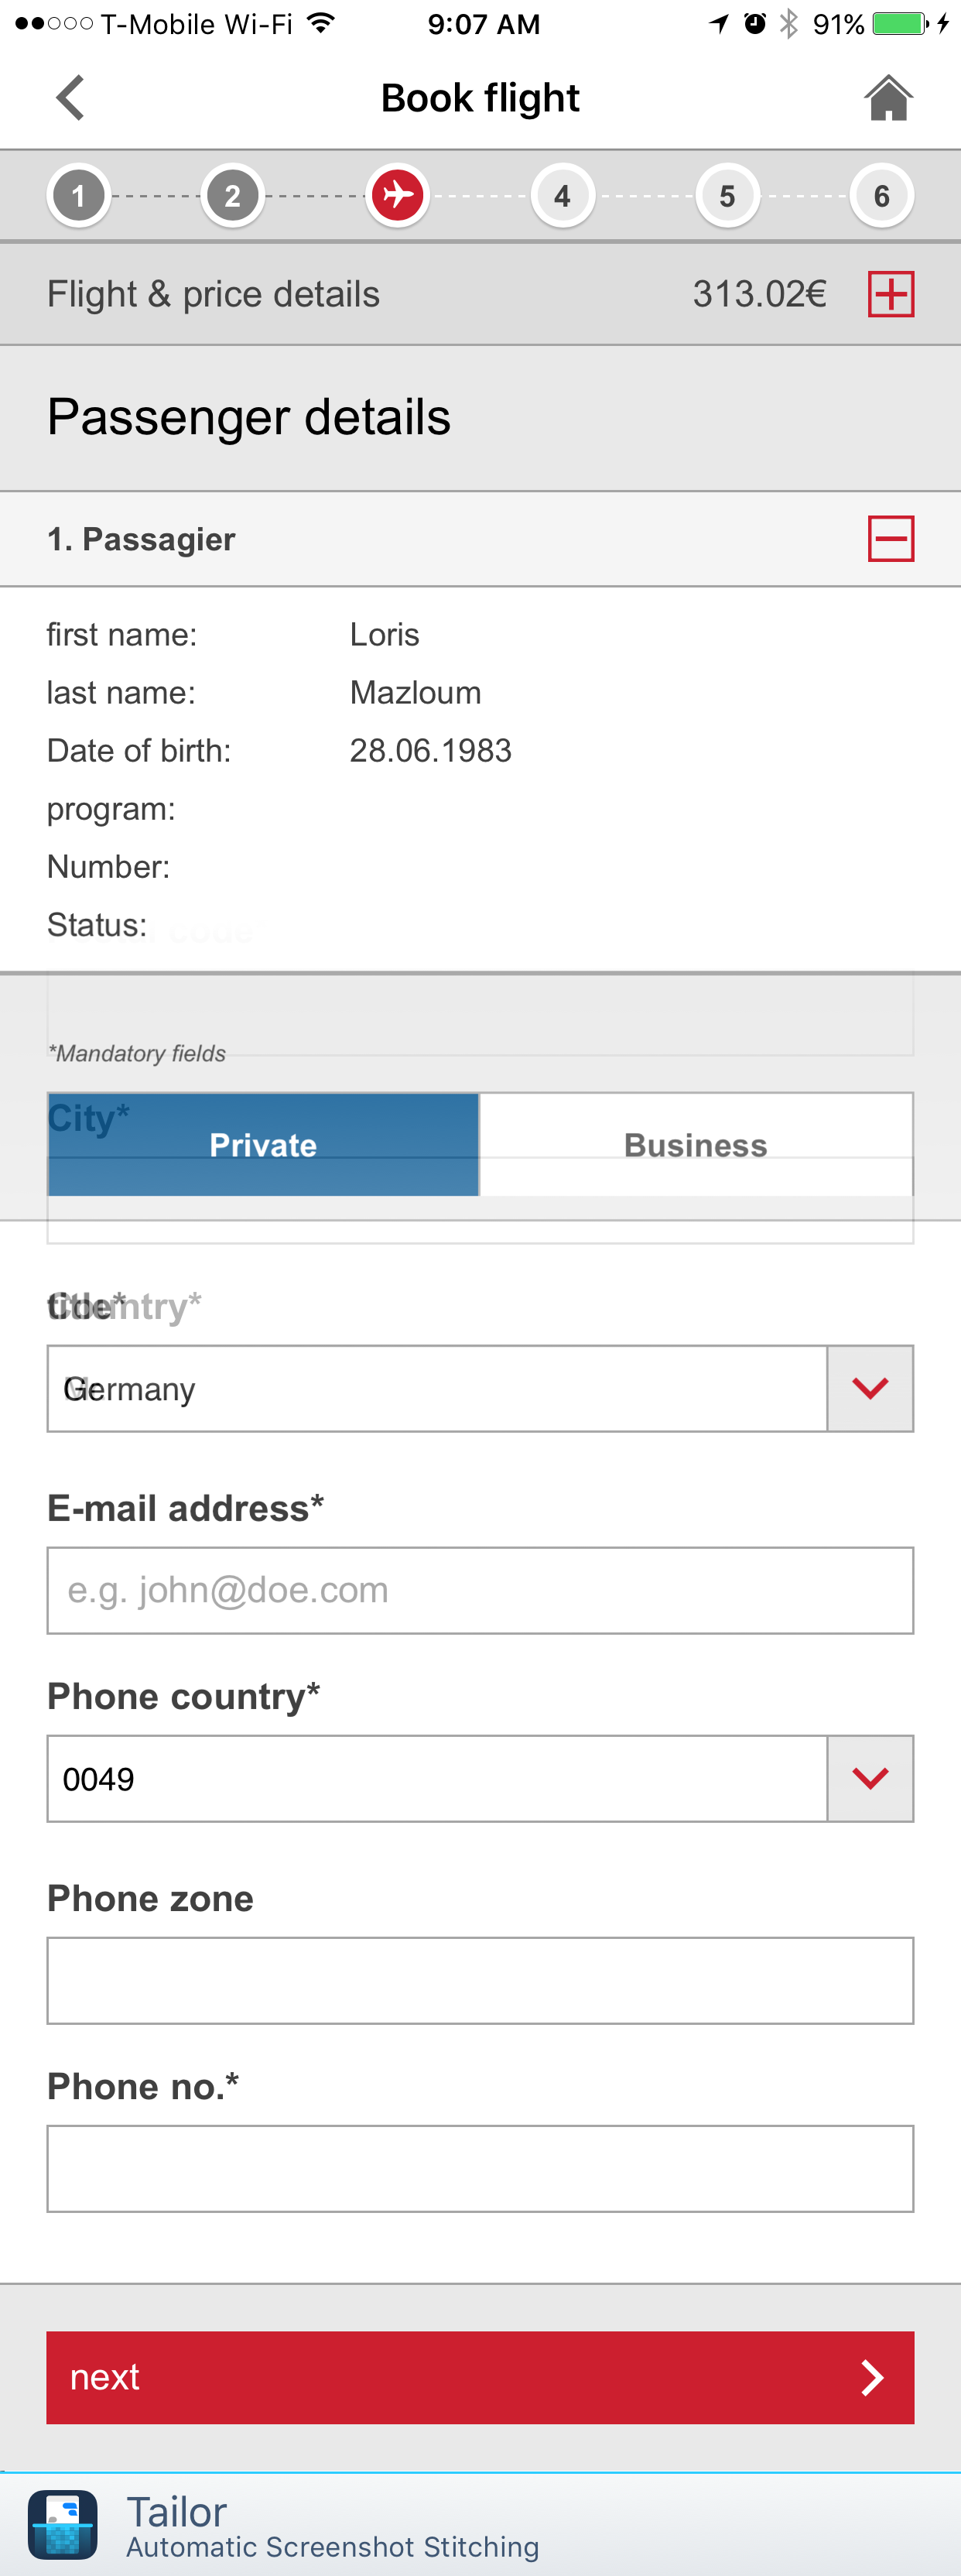 T-Mobile Wi-Fi 9:07 AM 91%
Book flight
1 2 4 5 6
Flight & price details 313.02€
Passenger details
1. Passagier
first name: Loris
last name: Mazloum
Date of birth: 28.06.1983
program:
Number:
Status: code*
*Mandatory fields
City*
Private Business
title* Country*
Germany
E-mail address*
e.g. john@doe.com
Phone country*
0049
Phone zone
Phone no.*
next
Tailor
Automatic Screenshot Stitching